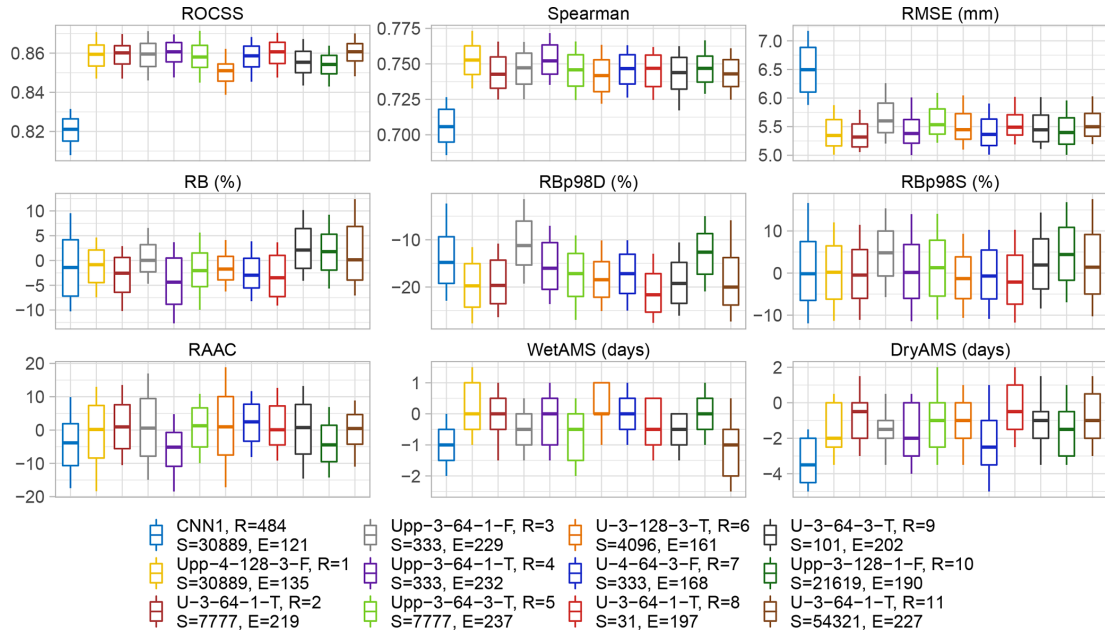 ROCSS Spearman RMSE (mm)
0.86
0.84
0.82
0.775
0.750
0.725
0.700
7.0
6.5
6.0
5.5
5.0
RB (%) RBp98D (%) RBp98S (%)
10
5
0
−5
−10
−10
−20
10
0
−10
RAAC WetAMS (days) DryAMS (days)
20
10
0
−10
−20
1
0
−1
−2
2
0
−2
−4
CNN1, R=484
S=30889, E=121
Upp−4−128−3−F, R=1
S=30889, E=135
U−3−64−1−T, R=2
S=7777, E=219
Upp−3−64−1−F, R=3
S=333, E=229
Upp−3−64−1−T, R=4
S=333, E=232
Upp−3−64−3−T, R=5
S=7777, E=237
U−3−128−3−T, R=6
S=4096, E=161
U−4−64−3−F, R=7
S=333, E=168
U−3−64−1−T, R=8
S=31, E=197
U−3−64−3−T, R=9
S=101, E=202
Upp−3−128−1−F, R=10
S=21619, E=190
U−3−64−1−T, R=11
S=54321, E=227